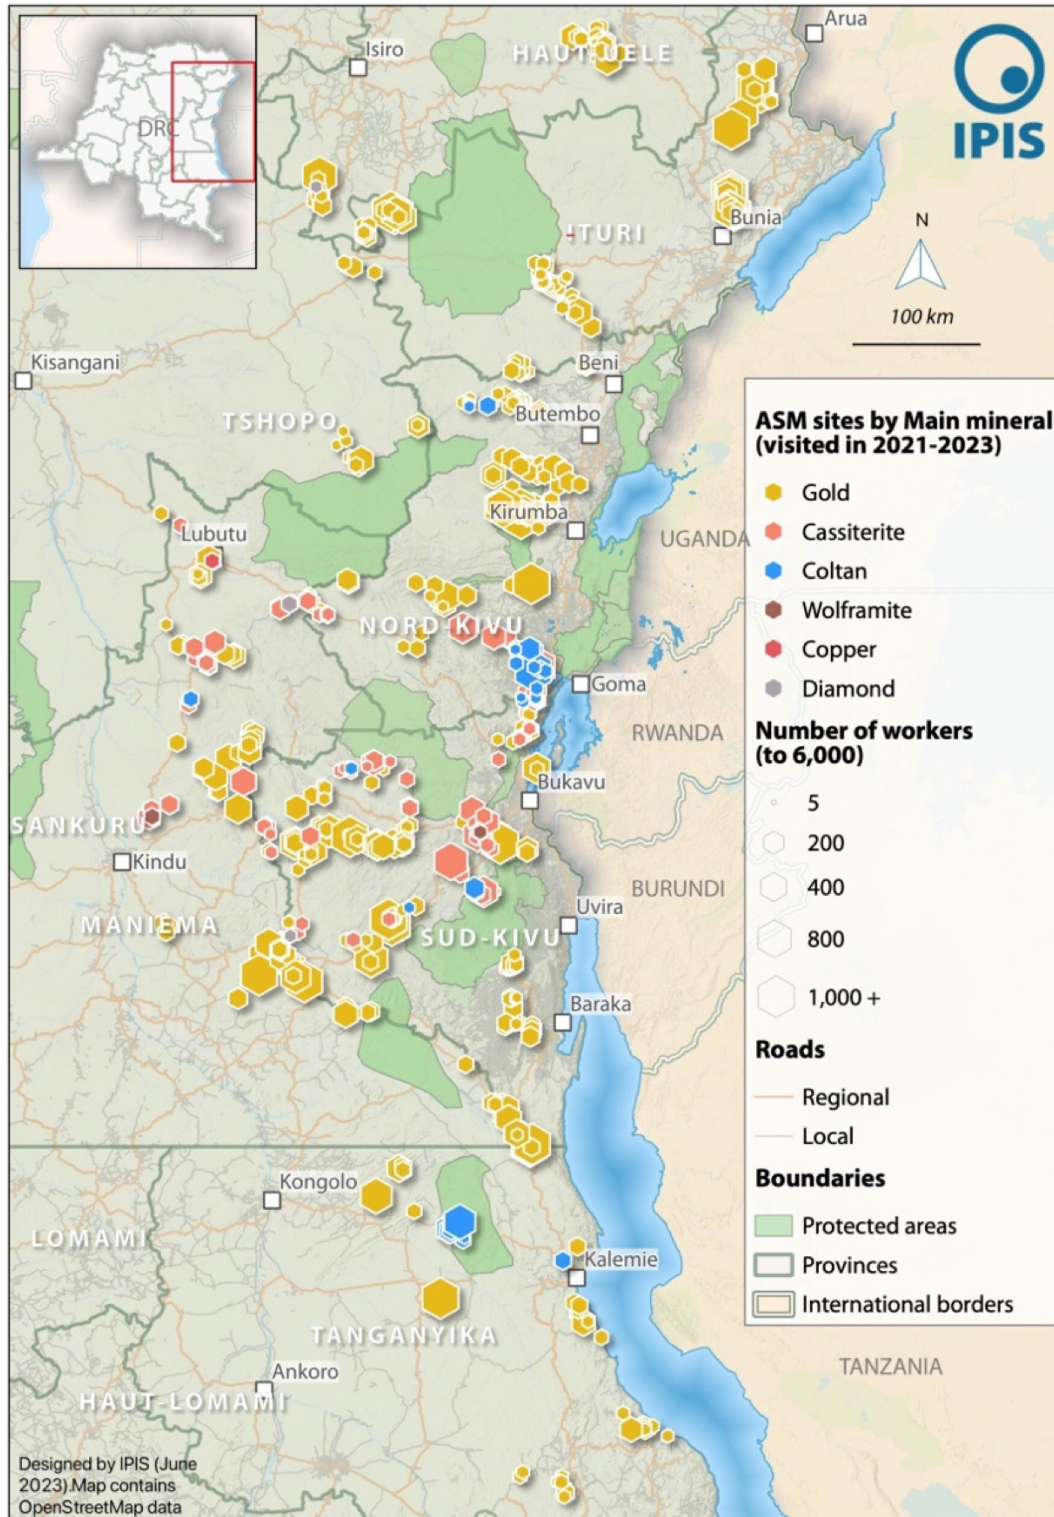 Arua
Isiro
HAUT-UELE
IPIS
DRC
Bunia
ITURI
N
100 km
Kisangani
Beni
TSHOPO
Butembo
Kirumba
Lubutu
UGANDA
NORD-KIVU
Goma
RWANDA
Bukavu
SANKURU
Kindu
BURUNDI
MANIEMA
Uvira
SUD-KIVU
Baraka
Kongolo
LOMAMI
Kalemie
TANGANYIKA
TANZANIA
Ankoro
HAUT-LOMAMI
ASM sites by Main mineral
(visited in 2021-2023)
Gold
Cassiterite
Coltan
Wolframite
Copper
Diamond
Number of workers
(to 6,000)
5
200
400
800
1,000 +
Roads
Regional
Local
Boundaries
Protected areas
Provinces
International borders
Designed by IPIS (June
2023).Map contains
OpenStreetMap data